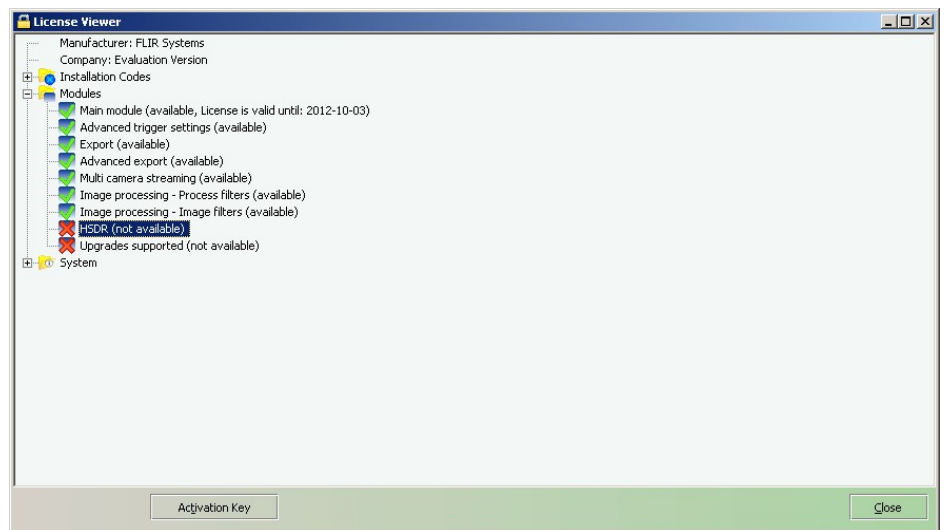 License Viewer
Manufacturer: FLIR Systems
Company: Evaluation Version
Installation Codes
Modules
Main module (available, License is valid until: 2012-10-03)
Advanced trigger settings (available)
Export (available)
Advanced export (available)
Multi camera streaming (available)
Image processing - Process filters (available)
Image processing - Image filters (available)
HSDR (not available)
Upgrades supported (not available)
System
Activation Key
Close